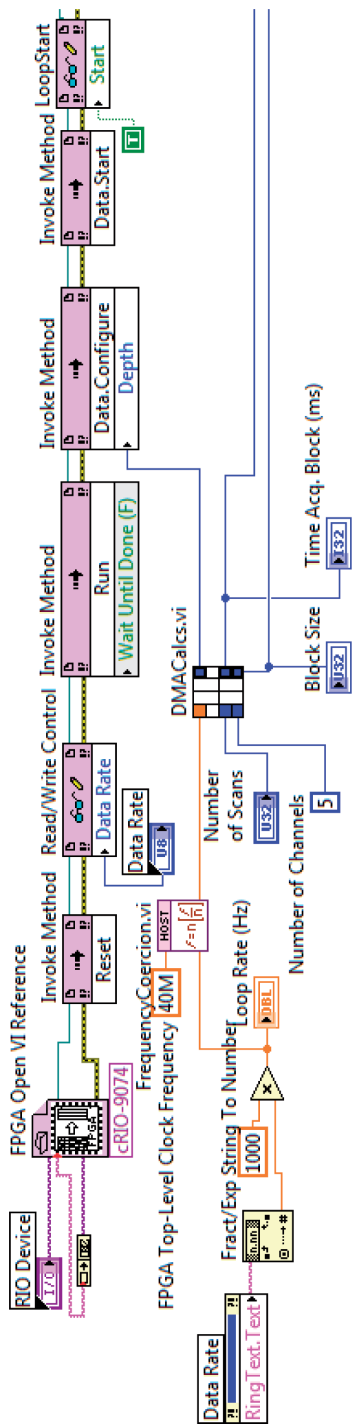 FPGA Open VI Reference
Invoke Method
Read/Write Control
Invoke Method
Invoke Method
Invoke Method
LoopStart
RIO Device
I/O
FPGA
cRIO-9074
Reset
Data Rate
Data Rate
U8
Run
Wait Until Done (F)
Data.Configure
Depth
Data.Start
Start
T
FrequencyCoercion.vi
FPGA Top-Level Clock Frequency
40M
HOST
f=n[f/n]
DMACalcs.vi
Fract/Exp String To Number
1000
Loop Rate (Hz)
DBL
Number
of Scans
U32
Number of Channels
5
Block Size
U32
Time Acq. Block (ms)
I32
Data Rate
RingText.Text
n.nn